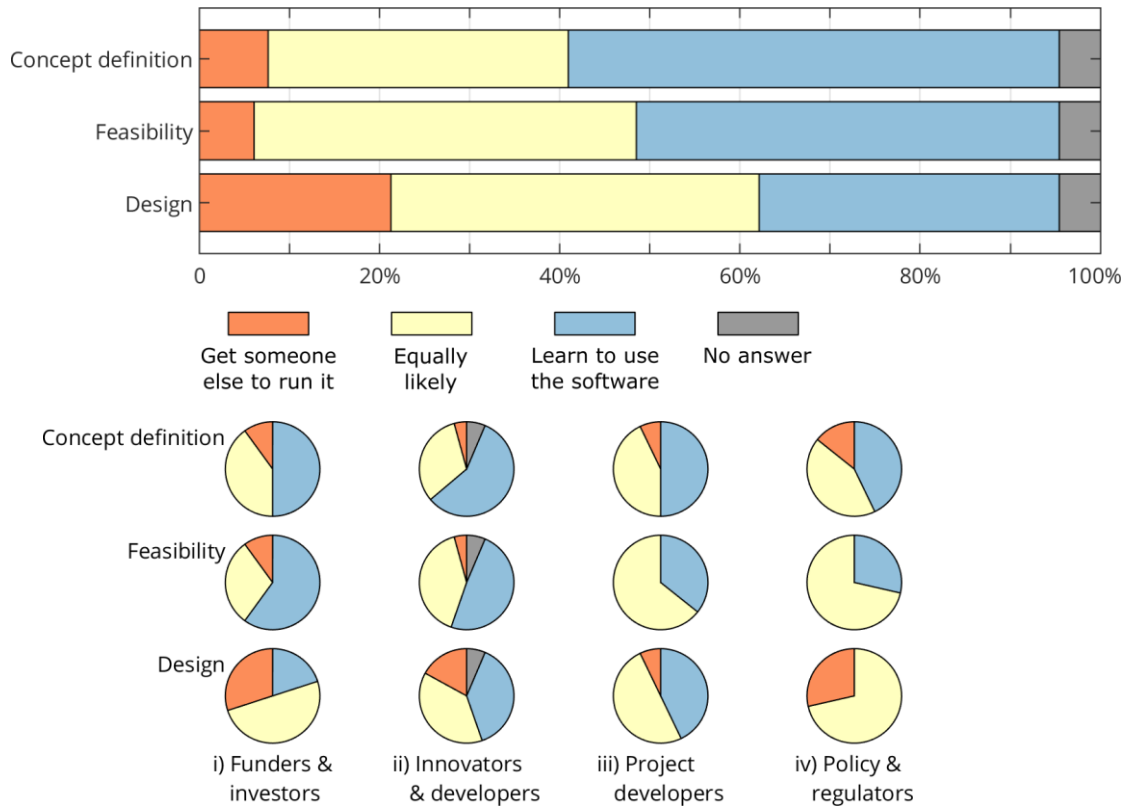 Concept definition
Feasibility
Design
0 20% 40% 60% 80% 100%
Get someone
else to run it
Equally
likely
Learn to use
the software
No answer
Concept definition
Feasibility
Design
i) Funders &
investors
ii) Innovators
& developers
iii) Project
developers
iv) Policy &
regulators